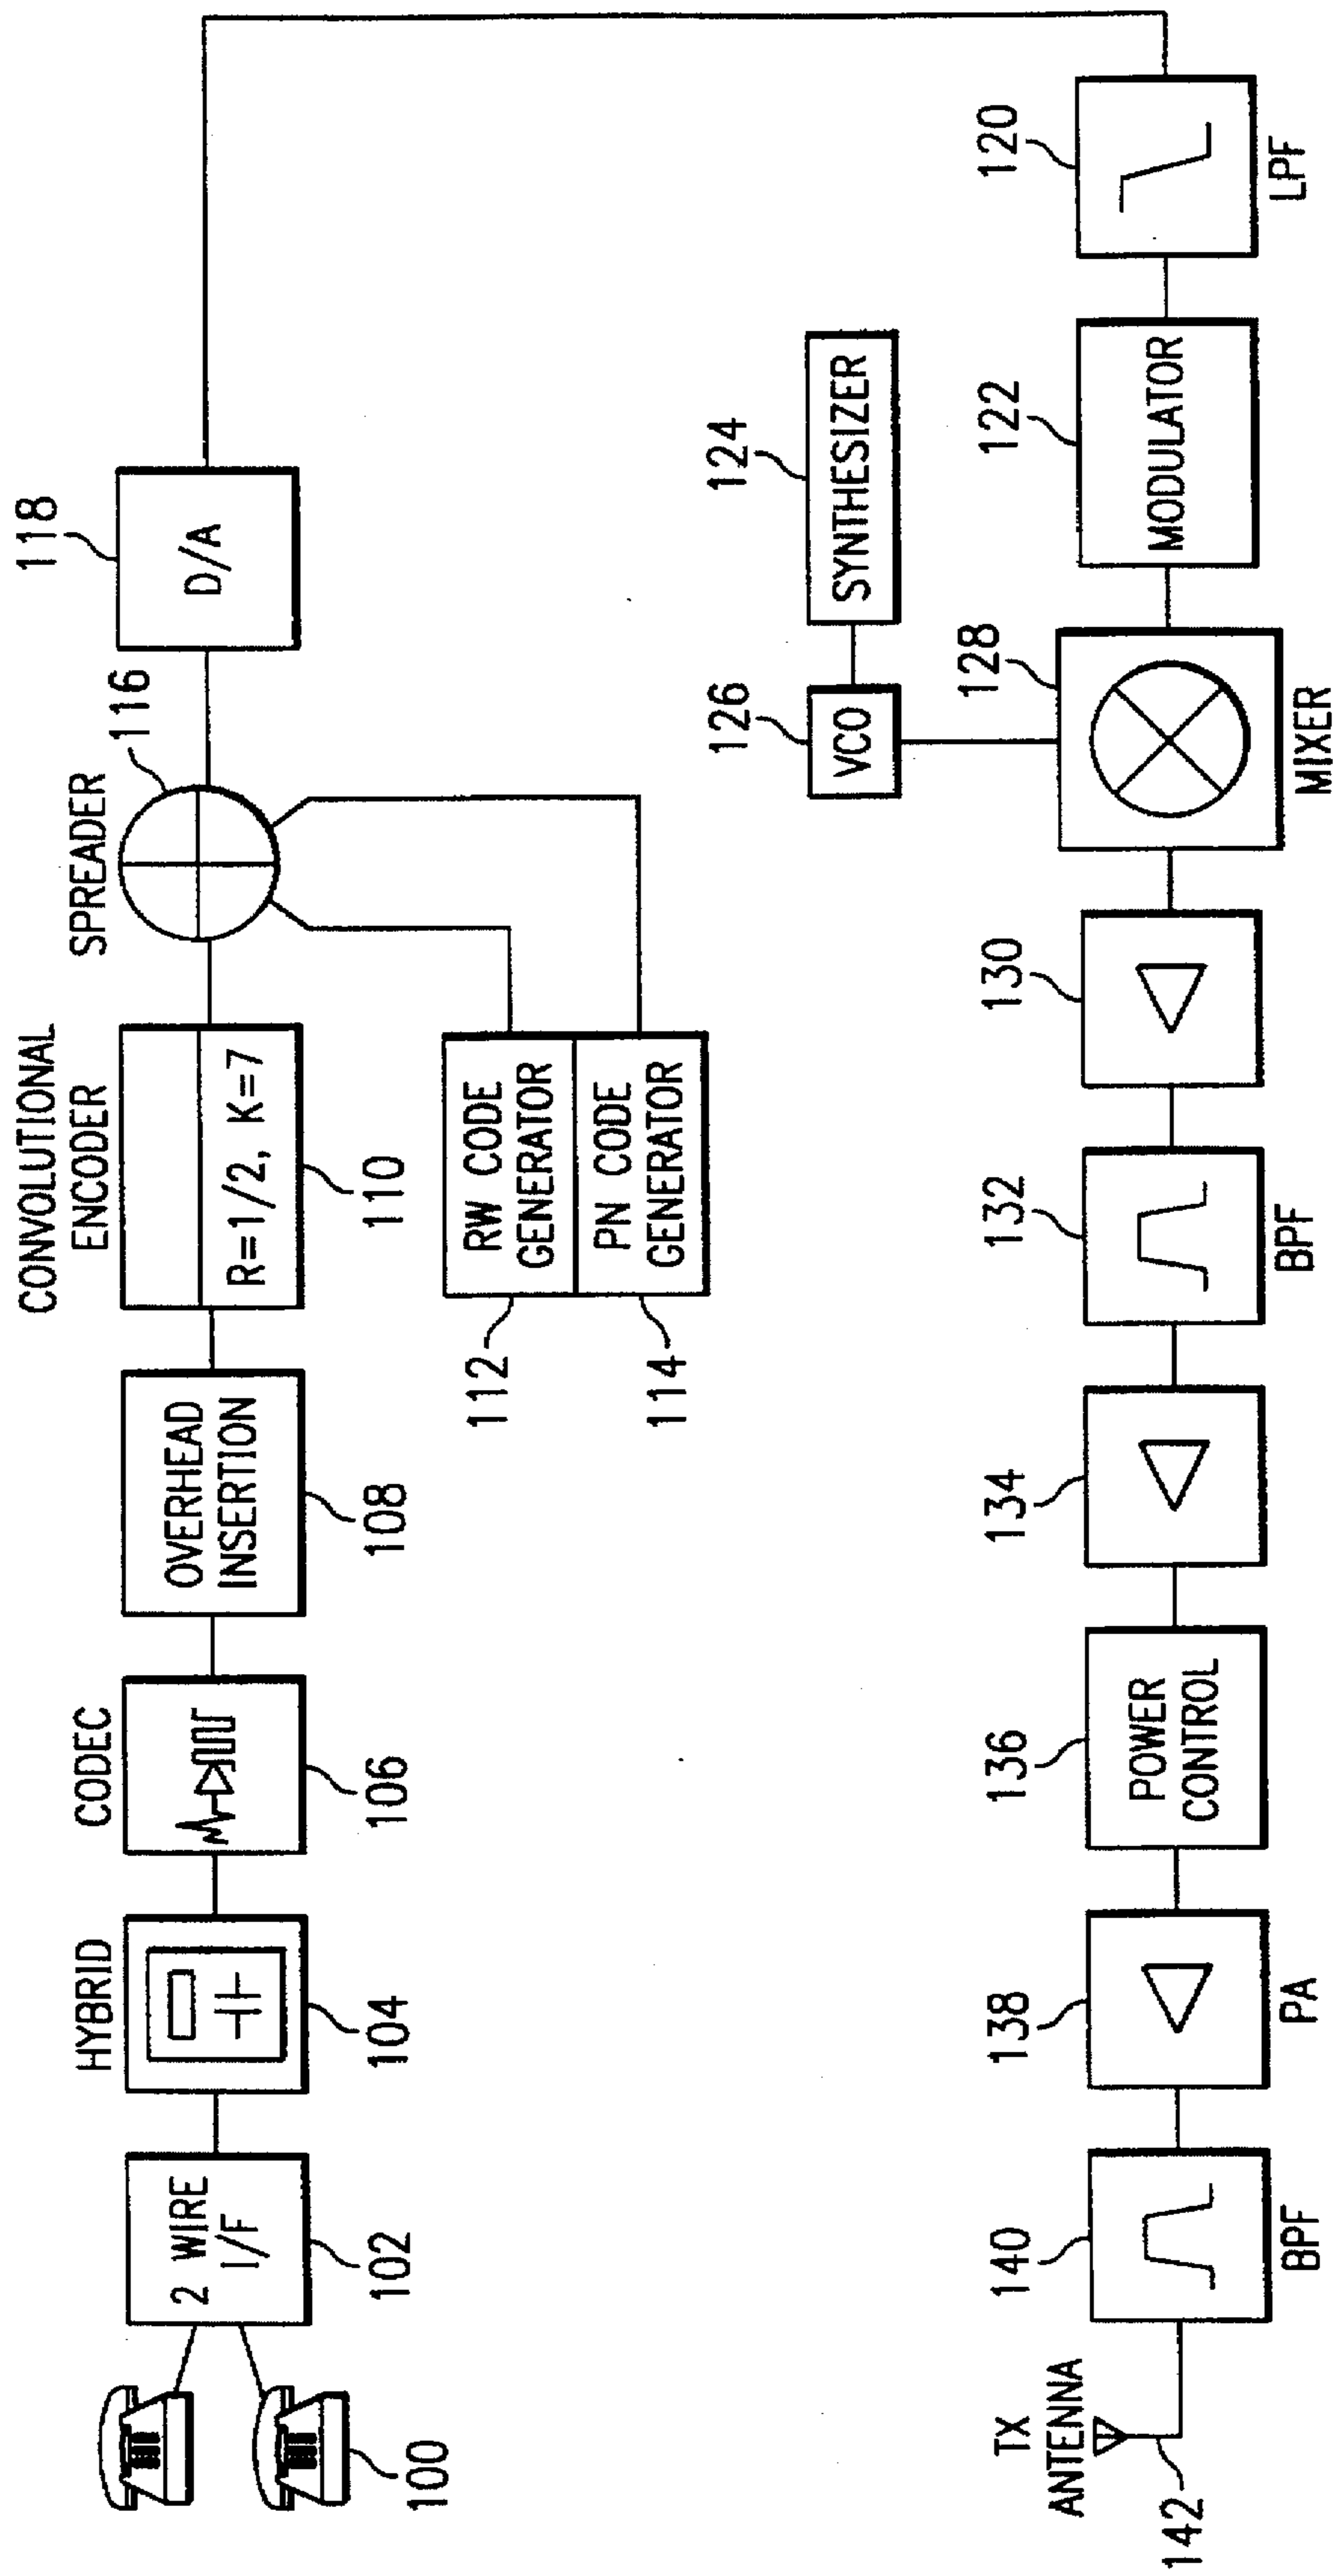 CONVOLUTIONAL
ENCODER
SPREADER
116
118
HYBRID
CODEC
2 WIRE
I/F
OVERHEAD
INSERTION
R=1/2, K=7
D/A
100
102
104
106
108
110
112
RW CODE
GENERATOR
114
PN CODE
GENERATOR
124
SYNTHESIZER
126
VCO
TX
ANTENNA
142
140
138
136
134
132
130
128
122
120
POWER
CONTROL
MODULATOR
BPF
PA
BPF
MIXER
LPF